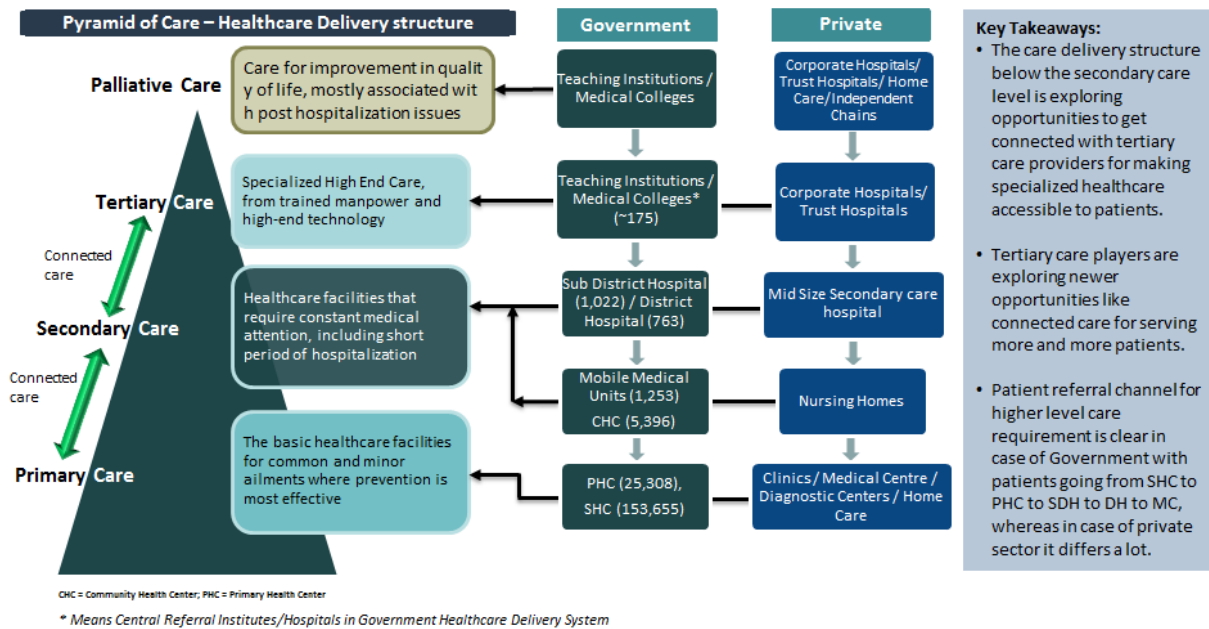 Pyramid of Care – Healthcare Delivery structure
Government
Private
Palliative Care
Care for improvement in qualit
y of life, mostly associated wit
h post hospitalization issues
Teaching Institutions /
Medical Colleges
Corporate Hospitals/
Trust Hospitals/ Home
Care/Independent
Chains
Tertiary Care
Specialized High End Care,
from trained manpower and
high-end technology
Teaching Institutions /
Medical Colleges*
(~175)
Corporate Hospitals/
Trust Hospitals
Connected
care
Secondary Care
Healthcare facilities that
require constant medical
attention, including short
period of hospitalization
Sub District Hospital
(1,022) / District
Hospital (763)
Mid Size Secondary care
hospital
Mobile Medical
Units (1,253)
CHC (5,396)
Nursing Homes
Connected
care
Primary Care
The basic healthcare facilities
for common and minor
ailments where prevention is
most effective
PHC (25,308),
SHC (153,655)
Clinics / Medical Centre /
Diagnostic Centers / Home
Care
Key Takeaways:
• The care delivery structure
below the secondary care
level is exploring
opportunities to get
connected with tertiary
care providers for making
specialized healthcare
accessible to patients.
• Tertiary care players are
exploring newer
opportunities like
connected care for serving
more and more patients.
• Patient referral channel for
higher level care
requirement is clear in
case of Government with
patients going from SHC to
PHC to SDH to DH to MC,
whereas in case of private
sector it differs a lot.
CHC = Community Health Center; PHC = Primary Health Center
* Means Central Referral Institutes/Hospitals in Government Healthcare Delivery System